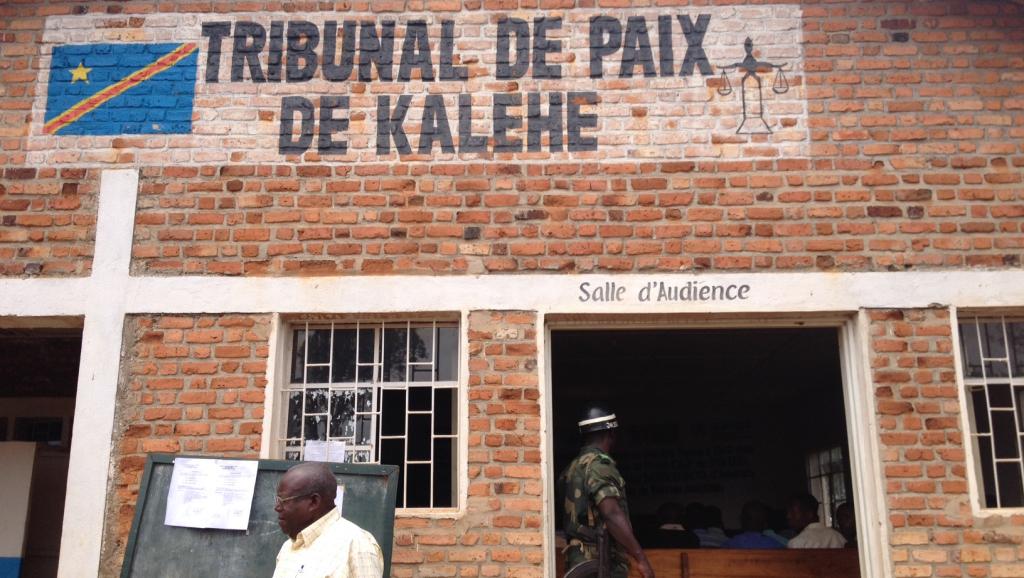 TRIBUNAL DE PAIX
DE KALEHE
Salle d'Audience